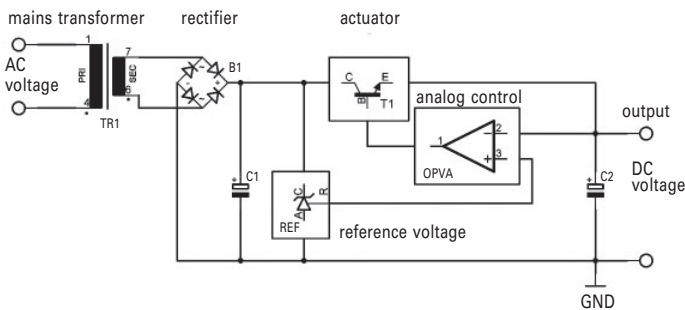 mains transformer
rectifier
actuator
AC
voltage
1
PRI
4
TR1
7
SEC
6
B1
~
~
-
+
C
E
B
T1
analog control
1
2
-
3
+
OPVA
+
C1
C
R
A
REF
reference voltage
+
C2
output
DC
voltage
GND